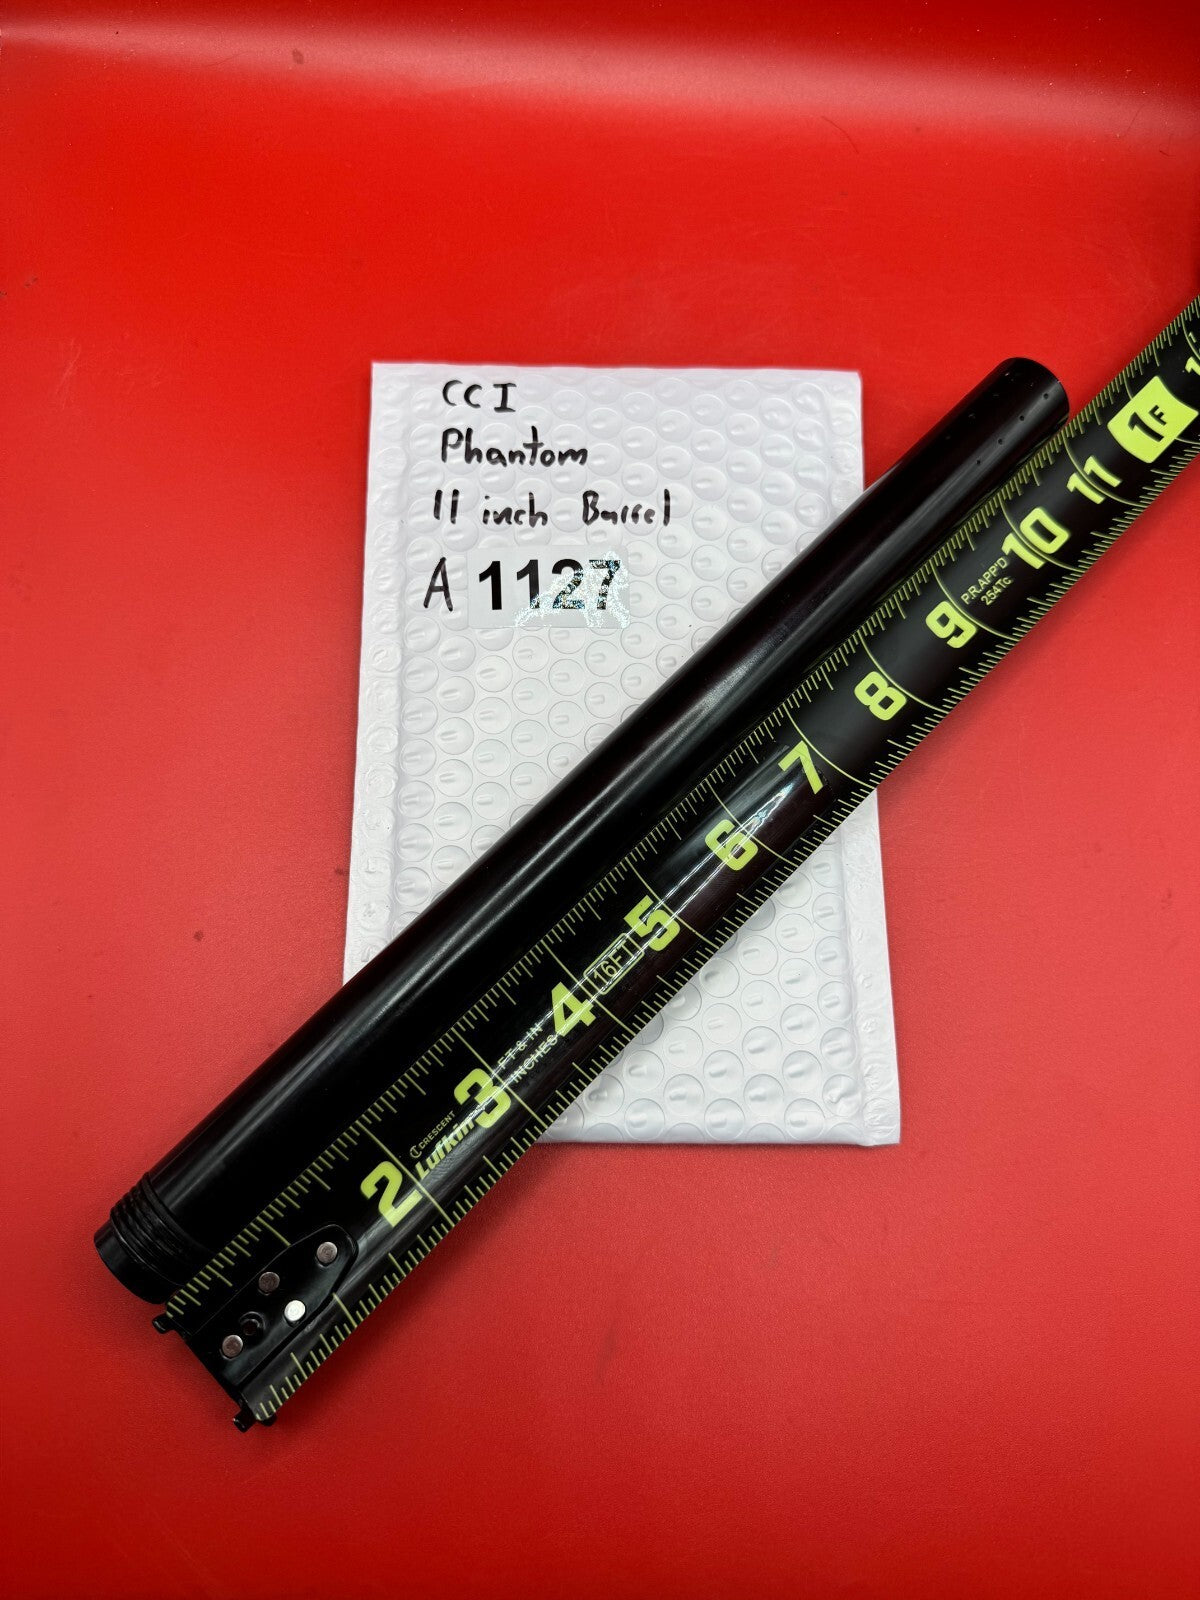 CCI
Phantom
11 inch Barrel
A 1127
2
CRESCENT
Lufkin
3
FT & IN
INCHES
4
16FT
5
6
7
8
9
P.R.APP'D
254Tc
10
11
1F